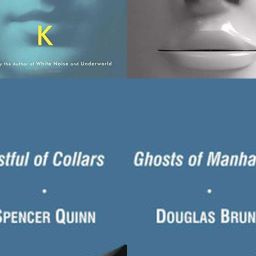 K
y the Author of White Noise and Underworld
stful of Collars
Ghosts of Manha
•
•
SPENCER QUINN
DOUGLAS BRUN